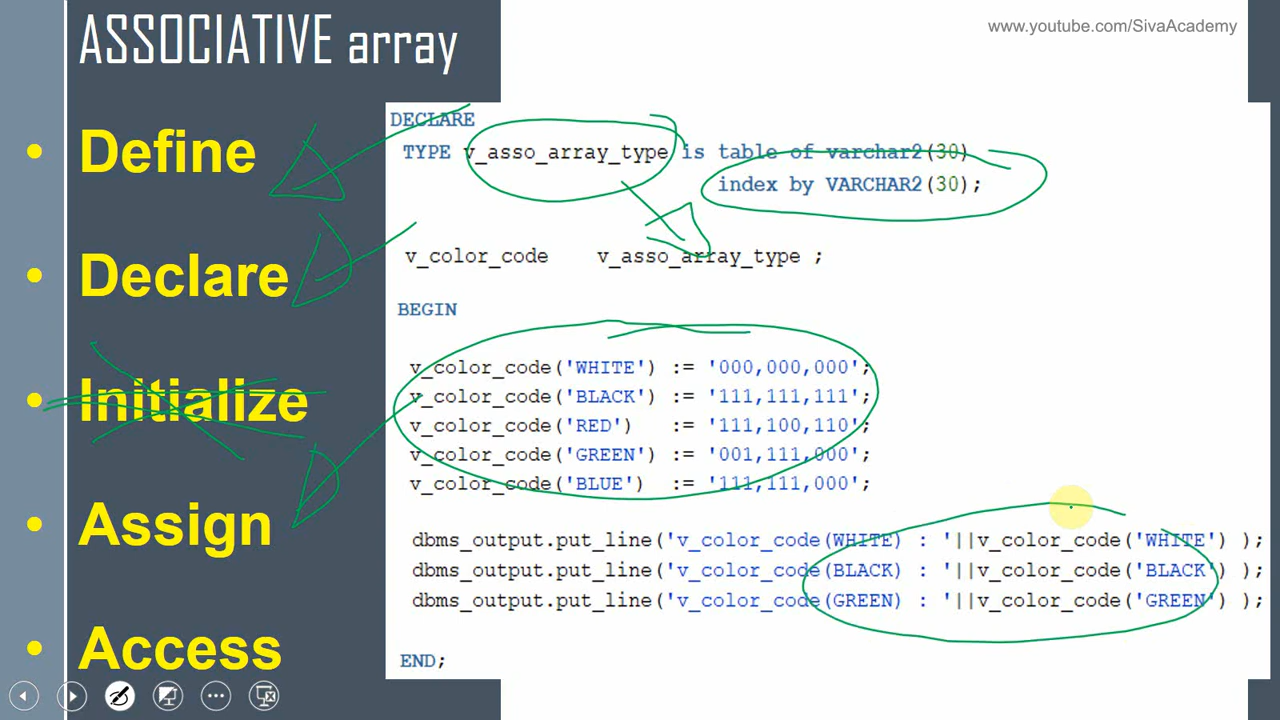 ASSOCIATIVE array
www.youtube.com/SivaAcademy
• Define
• Declare
• Initialize
• Assign
• Access
DECLARE
TYPE v_asso_array_type is table of varchar2(30)
index by VARCHAR2(30);
v_color_code v_asso_array_type ;
BEGIN
v_color_code('WHITE') := '000,000,000';
v_color_code('BLACK') := '111,111,111';
v_color_code('RED') := '111,100,110';
v_color_code('GREEN') := '001,111,000';
v_color_code('BLUE') := '111,111,000';
dbms_output.put_line('v_color_code(WHITE) : '||v_color_code('WHITE') );
dbms_output.put_line('v_color_code(BLACK) : '||v_color_code('BLACK') );
dbms_output.put_line('v_color_code(GREEN) : '||v_color_code('GREEN') );
END;